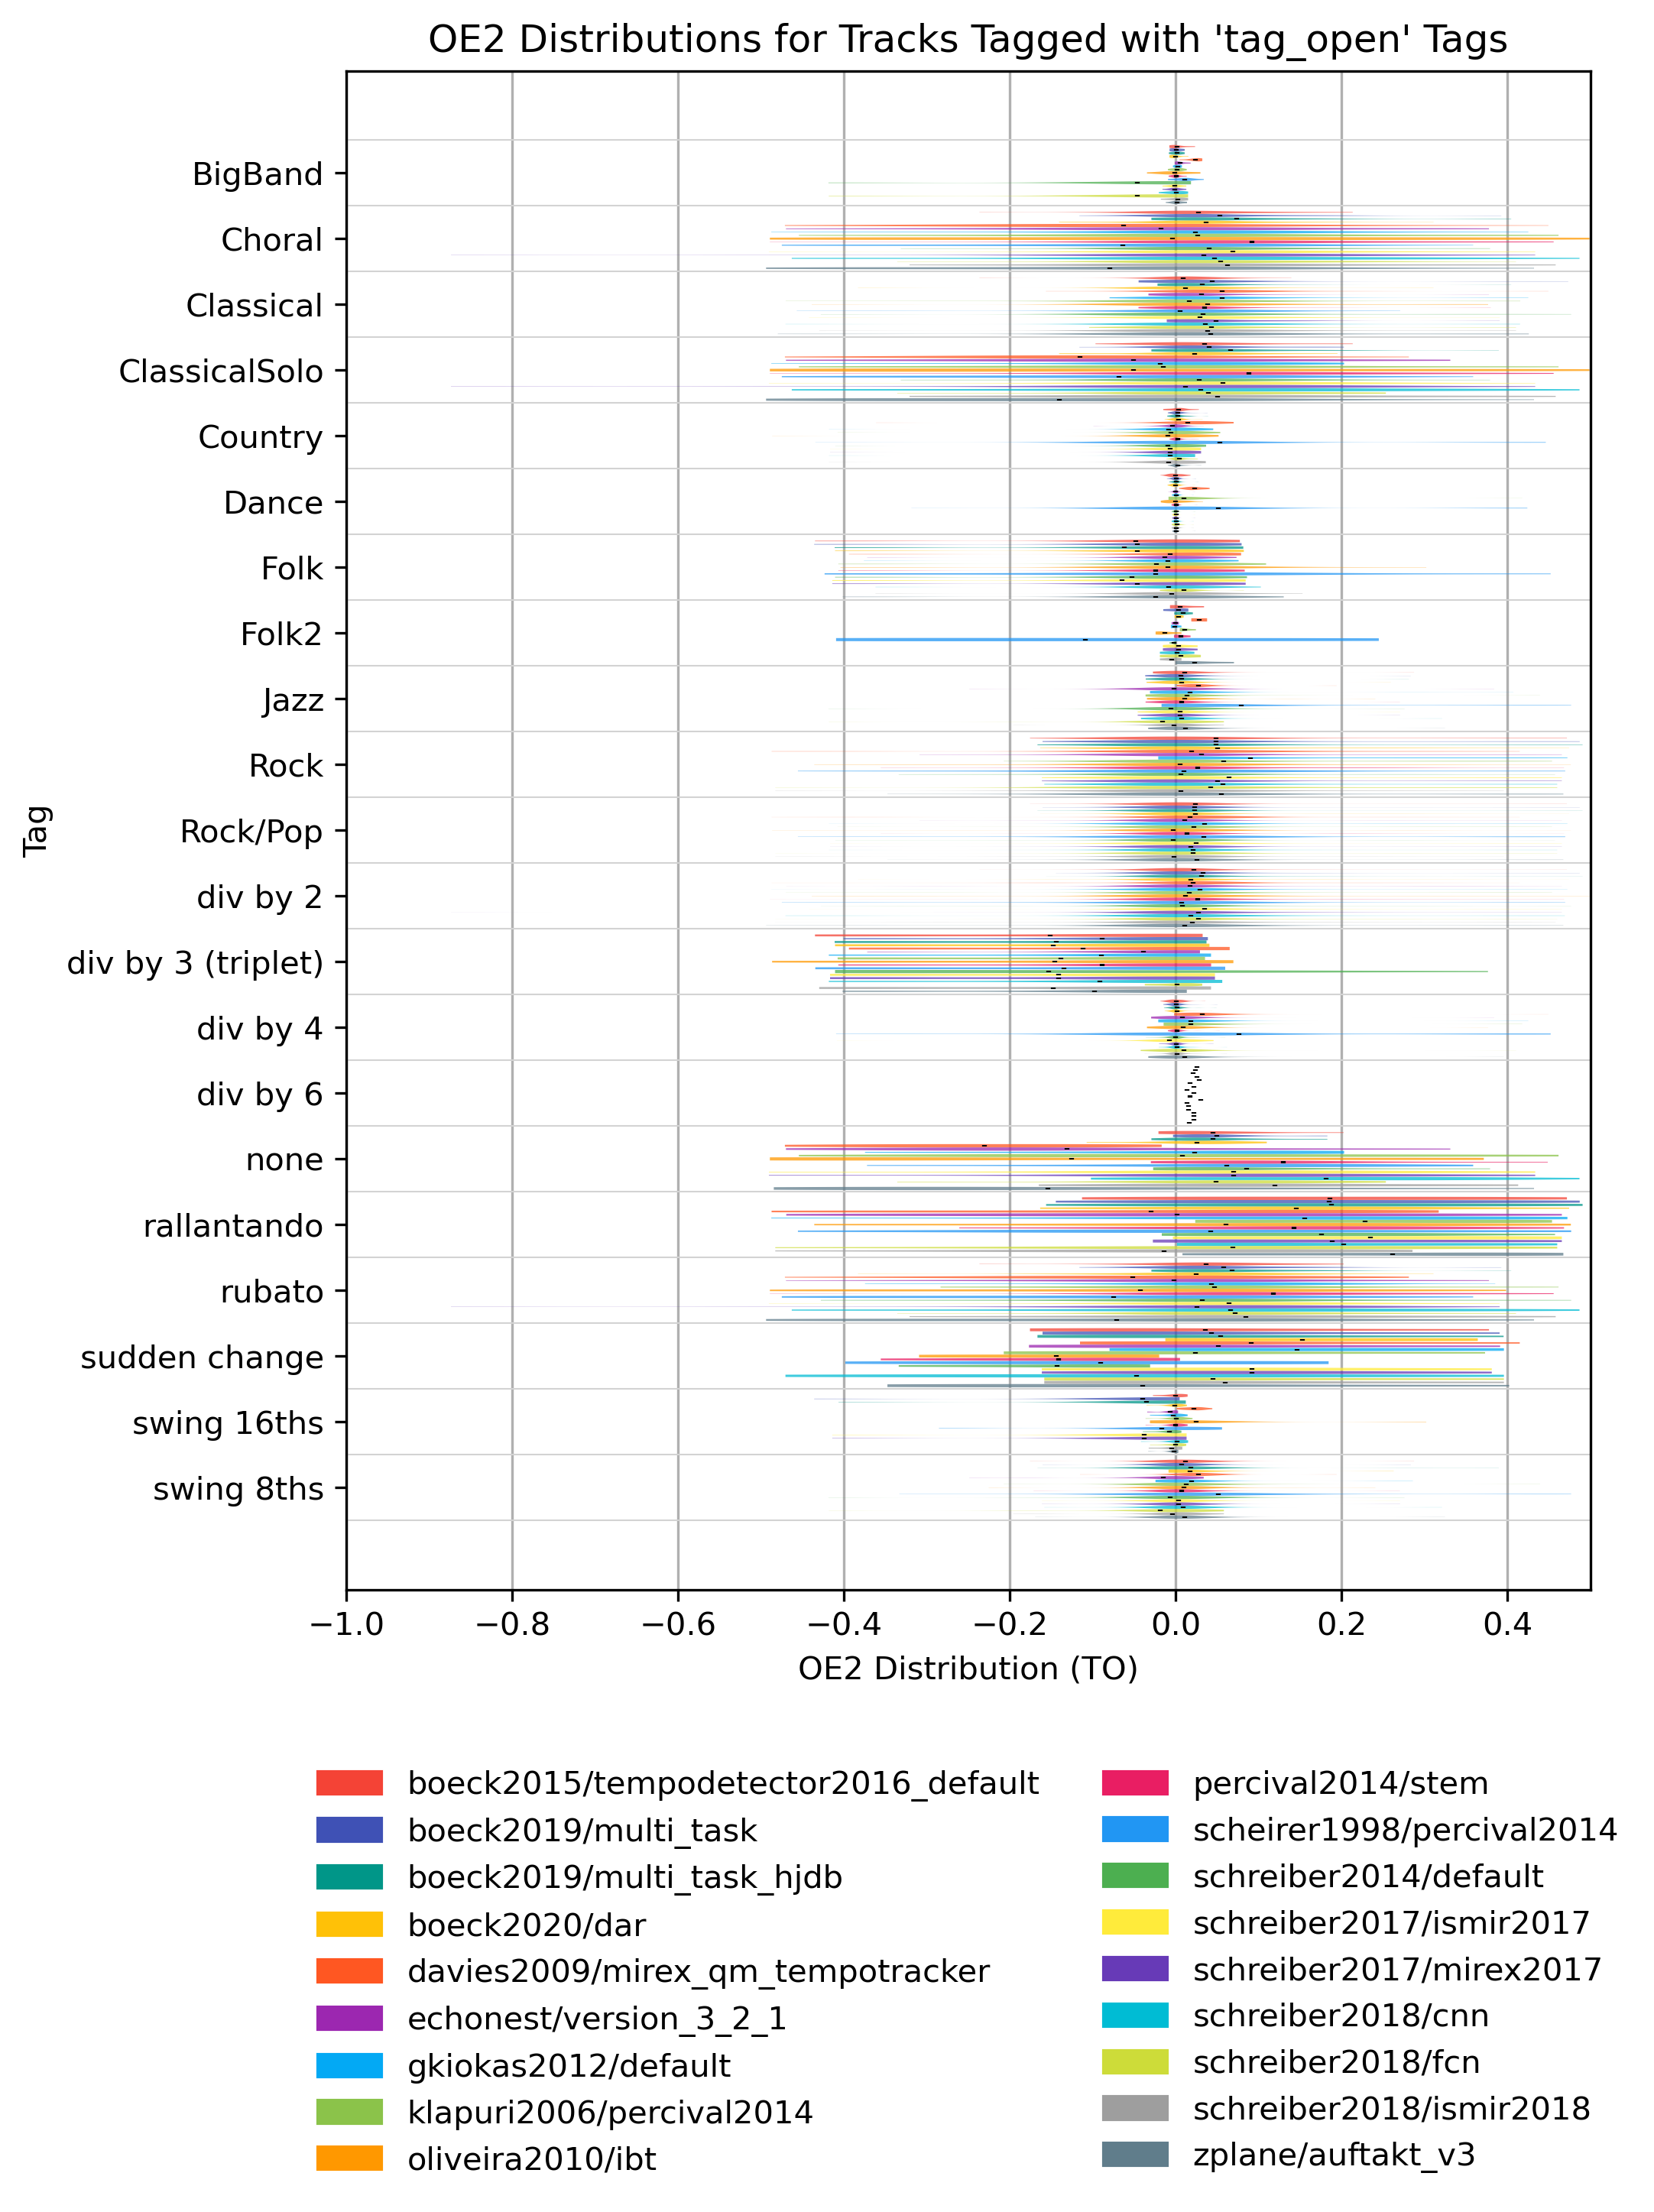 OE2 Distributions for Tracks Tagged with 'tag_open' Tags
Tag
BigBand
Choral
Classical
ClassicalSolo
Country
Dance
Folk
Folk2
Jazz
Rock
Rock/Pop
div by 2
div by 3 (triplet)
div by 4
div by 6
none
rallantando
rubato
sudden change
swing 16ths
swing 8ths
−1.0 −0.8 −0.6 −0.4 −0.2 0.0 0.2 0.4
OE2 Distribution (TO)
boeck2015/tempodetector2016_default
boeck2019/multi_task
boeck2019/multi_task_hjdb
boeck2020/dar
davies2009/mirex_qm_tempotracker
echonest/version_3_2_1
gkiokas2012/default
klapuri2006/percival2014
oliveira2010/ibt
percival2014/stem
scheirer1998/percival2014
schreiber2014/default
schreiber2017/ismir2017
schreiber2017/mirex2017
schreiber2018/cnn
schreiber2018/fcn
schreiber2018/ismir2018
zplane/auftakt_v3